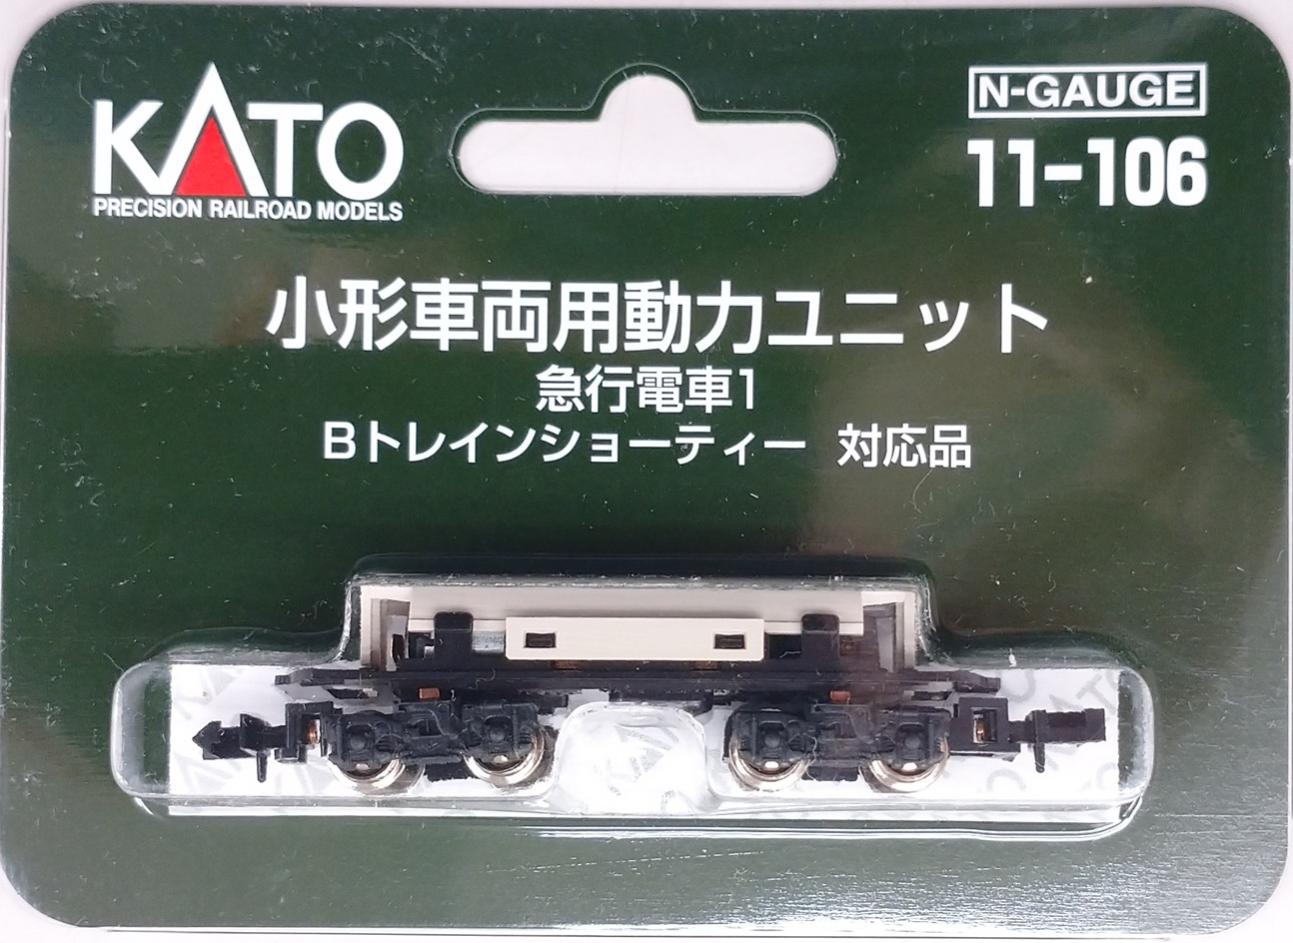 KATO
PRECISION RAILROAD MODELS
N-GAUGE
11-106
小形車両用動力ユニット
急行電車1
Bトレインショーティー 対応品